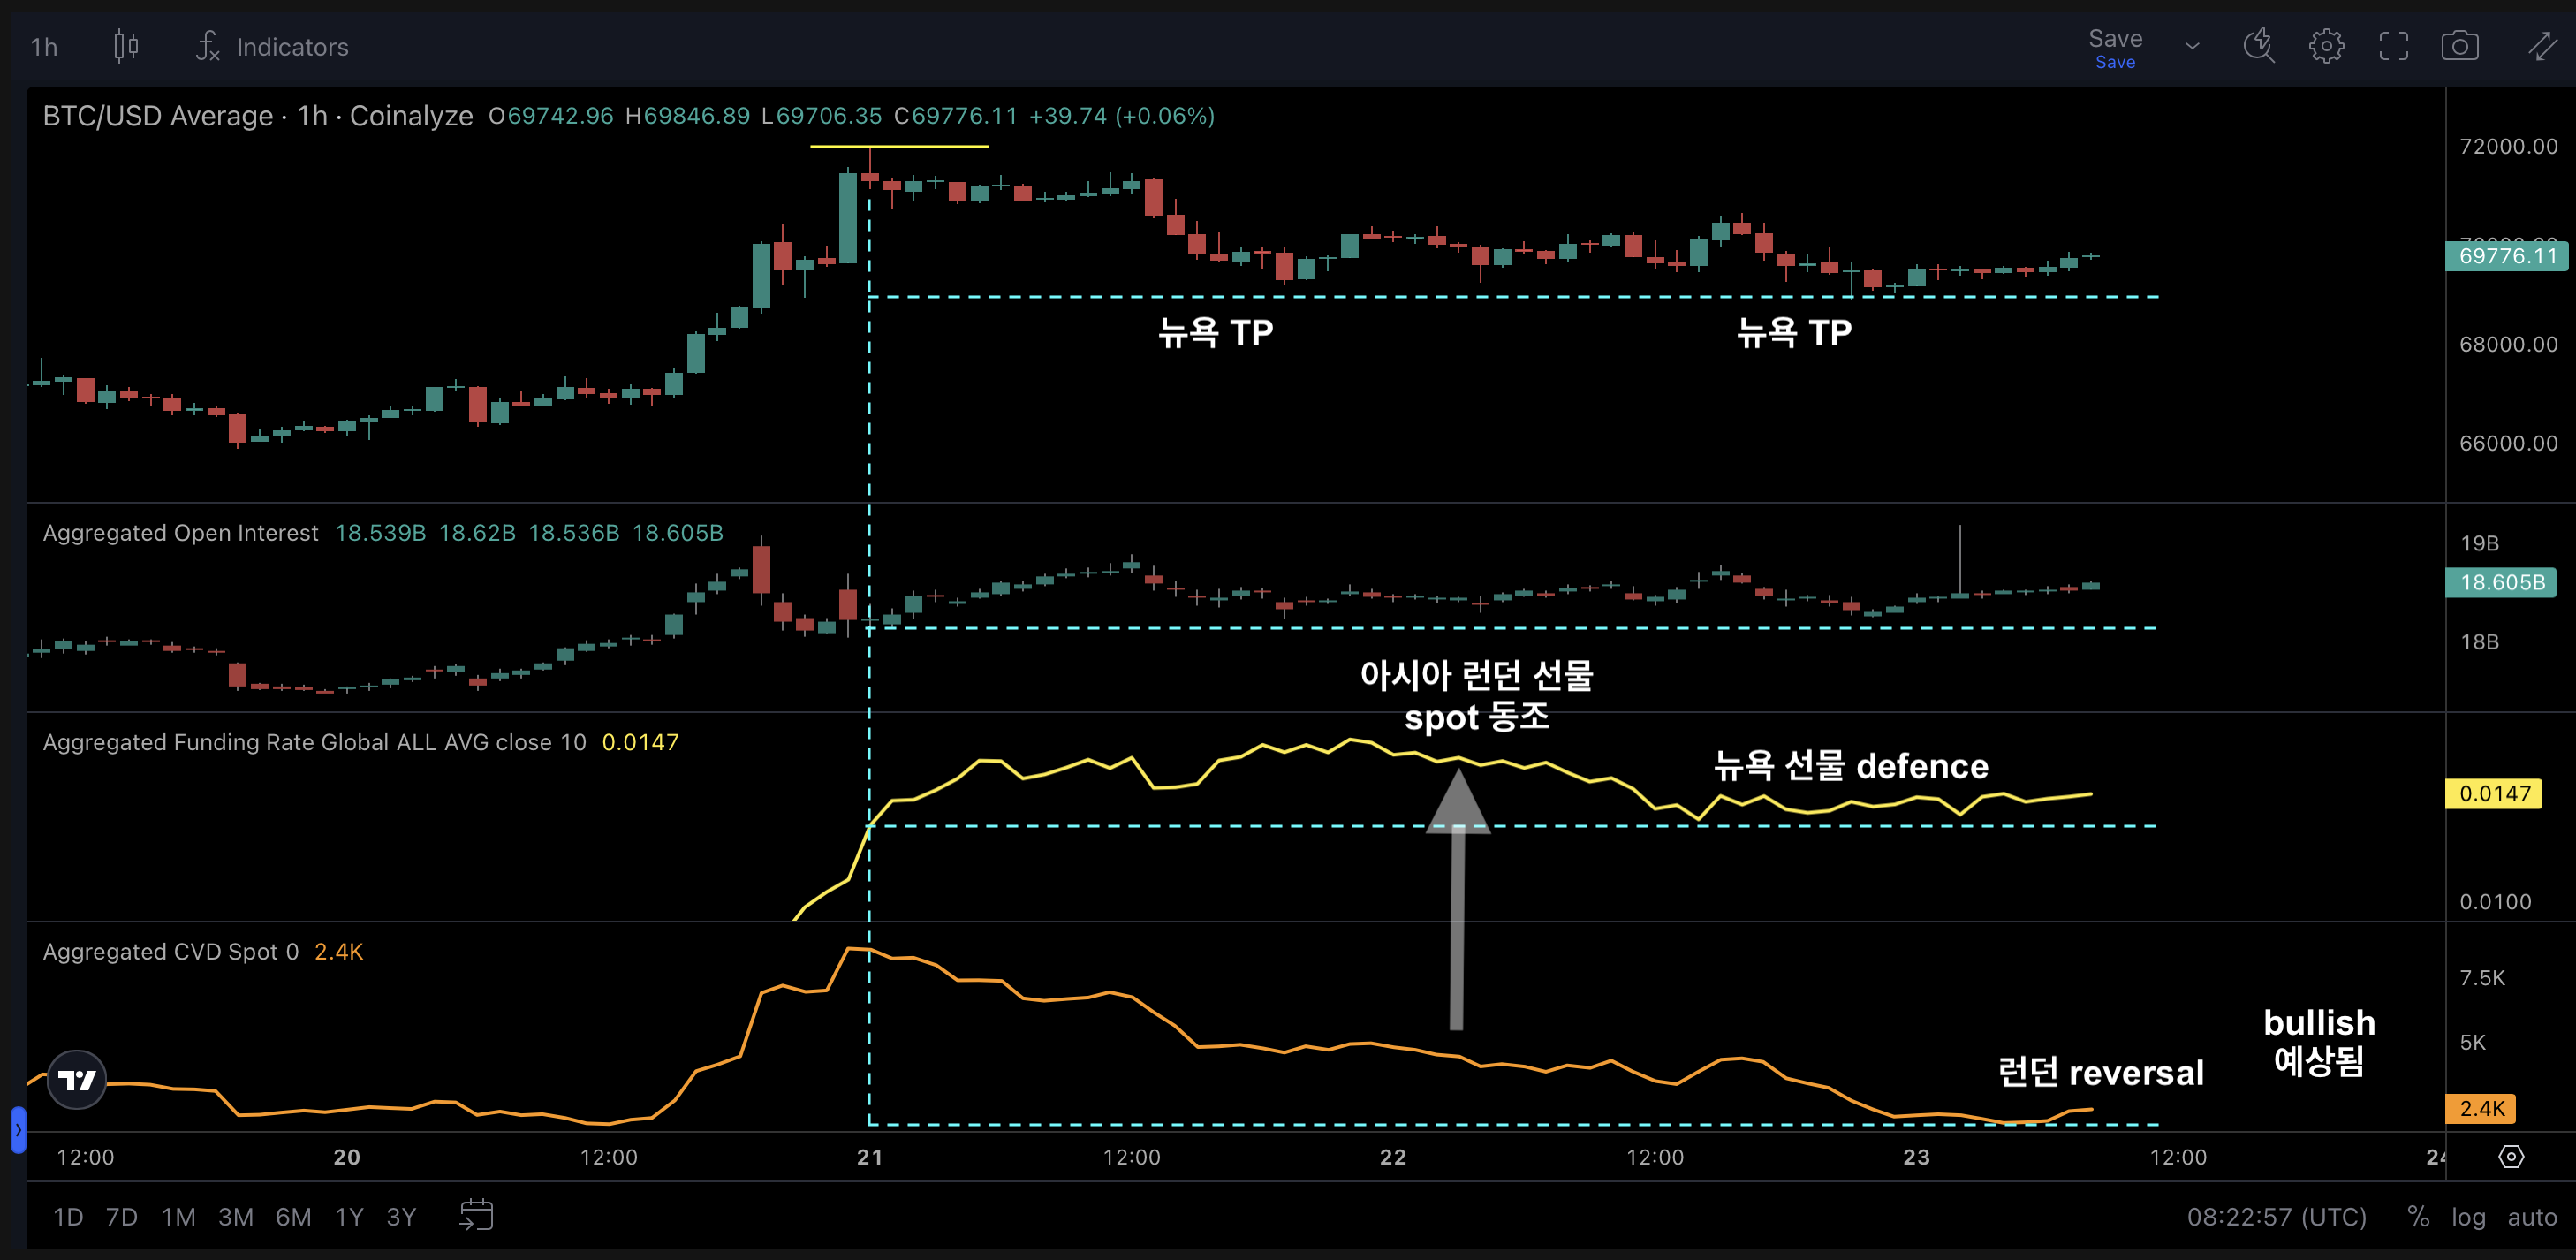 1h Indicators Save
Save
BTC/USD Average · 1h · Coinalyze O69742.96 H69846.89 L69706.35 C69776.11 +39.74 (+0.06%)
72000.00
69776.11
뉴욕 TP 뉴욕 TP
68000.00
66000.00
Aggregated Open Interest 18.539B 18.62B 18.536B 18.605B
19B
18.605B
18B
아시아 런던 선물
spot 동조
Aggregated Funding Rate Global ALL AVG close 10 0.0147
뉴욕 선물 defence
0.0147
0.0100
Aggregated CVD Spot 0 2.4K
7.5K
bullish
예상됨
5K
런던 reversal
2.4K
12:00 20 12:00 21 12:00 22 12:00 23 12:00
1D 7D 1M 3M 6M 1Y 3Y 08:22:57 (UTC) % log auto